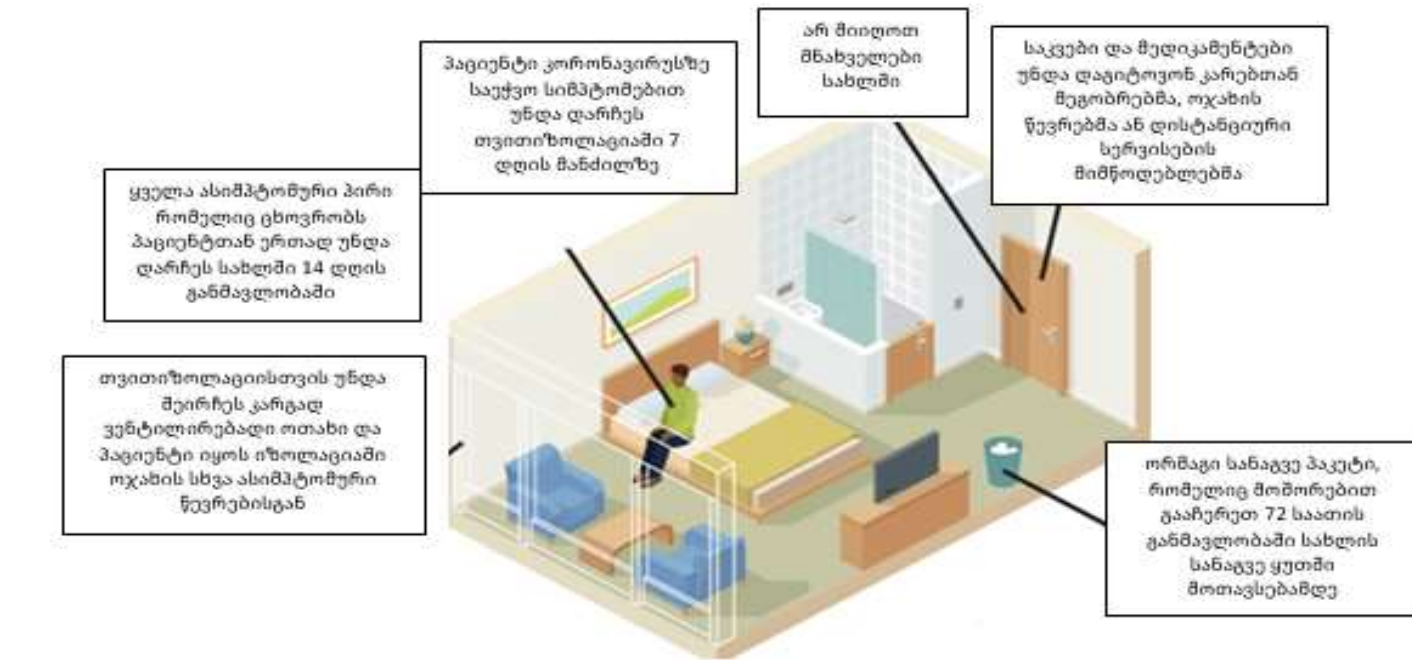 არ მიიღოთ
მნახველები
სახლში
საკვები და მედიკამენტები
უნდა დაგიტოვონ კარებთან
მეგობრებმა, ოჯახის
წევრებმა ან დისტანციური
სერვისების
მიმწოდებლებმა
პაციენტი კორონავირუსზე
საეჭვო სიმპტომებით
უნდა დარჩეს
თვითიზოლაციაში 7
დღის მანძილზე
ყველა ასიმპტომური პირი
რომელიც ცხოვრობს
პაციენტთან ერთად უნდა
დარჩეს სახლში 14 დღის
განმავლობაში
თვითიზოლაციისთვის უნდა
შეირჩეს კარგად
ვენტილირებადი ოთახი და
პაციენტი იყოს იზოლაციაში
ოჯახის სხვა ასიმპტომური
წევრებისგან
ორმაგი სანაგვე პაკეტი,
რომელიც მოშორებით
გააჩერეთ 72 საათის
განმავლობაში სახლის
სანაგვე ყუთში
მოთავსებამდე